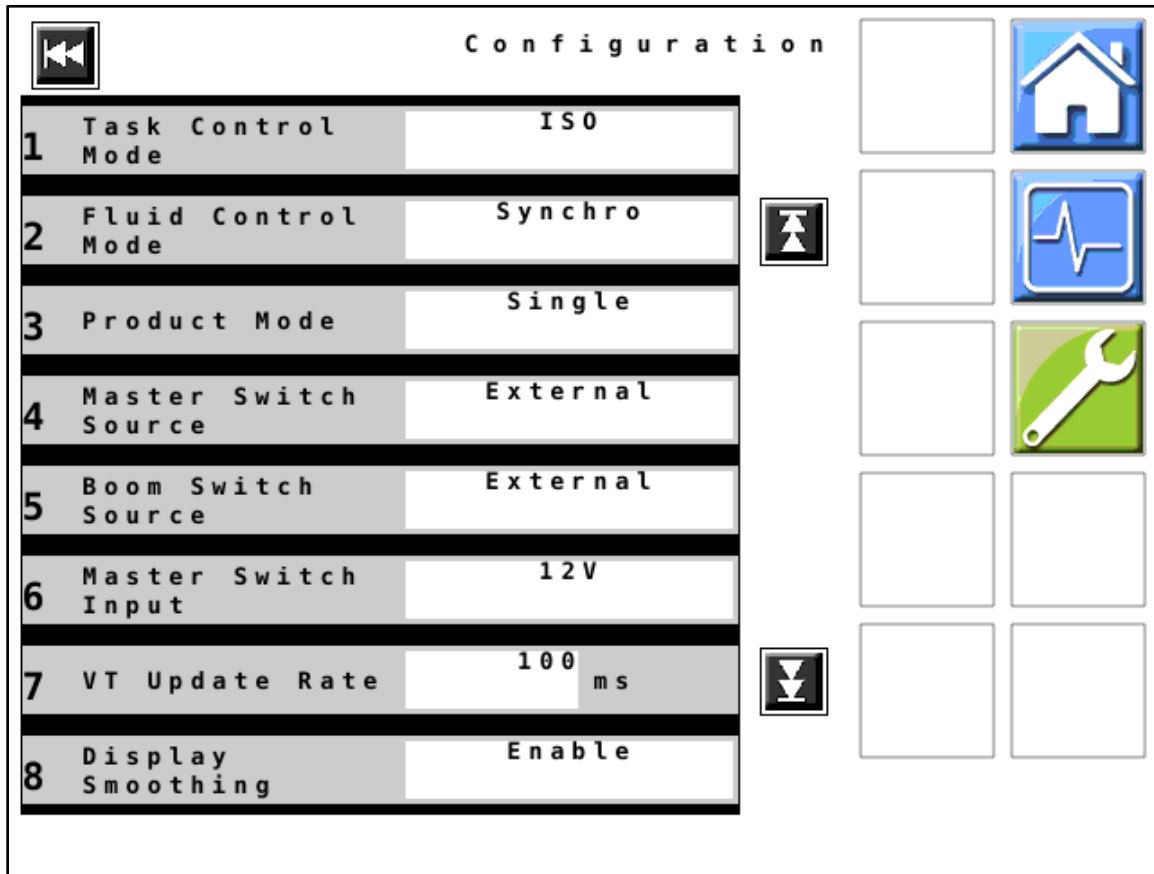 Configuration
1 Task Control Mode ISO
2 Fluid Control Mode Synchro
3 Product Mode Single
4 Master Switch Source External
5 Boom Switch Source External
6 Master Switch Input 12V
7 VT Update Rate 100 ms
8 Display Smoothing Enable